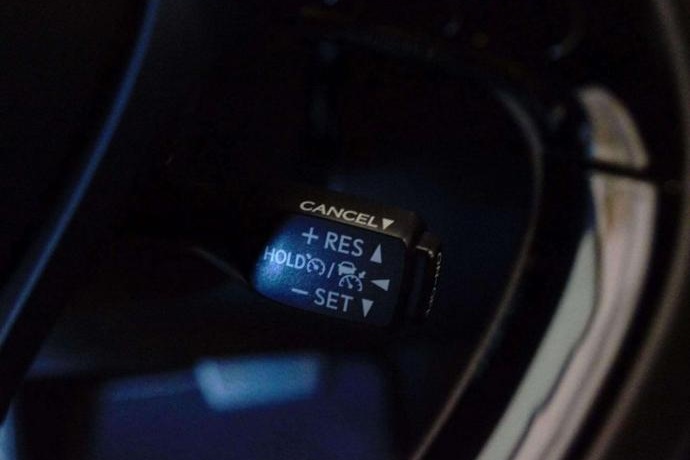 CANCEL▼
+ RES ▲
HOLD / ◀
− SET ▼